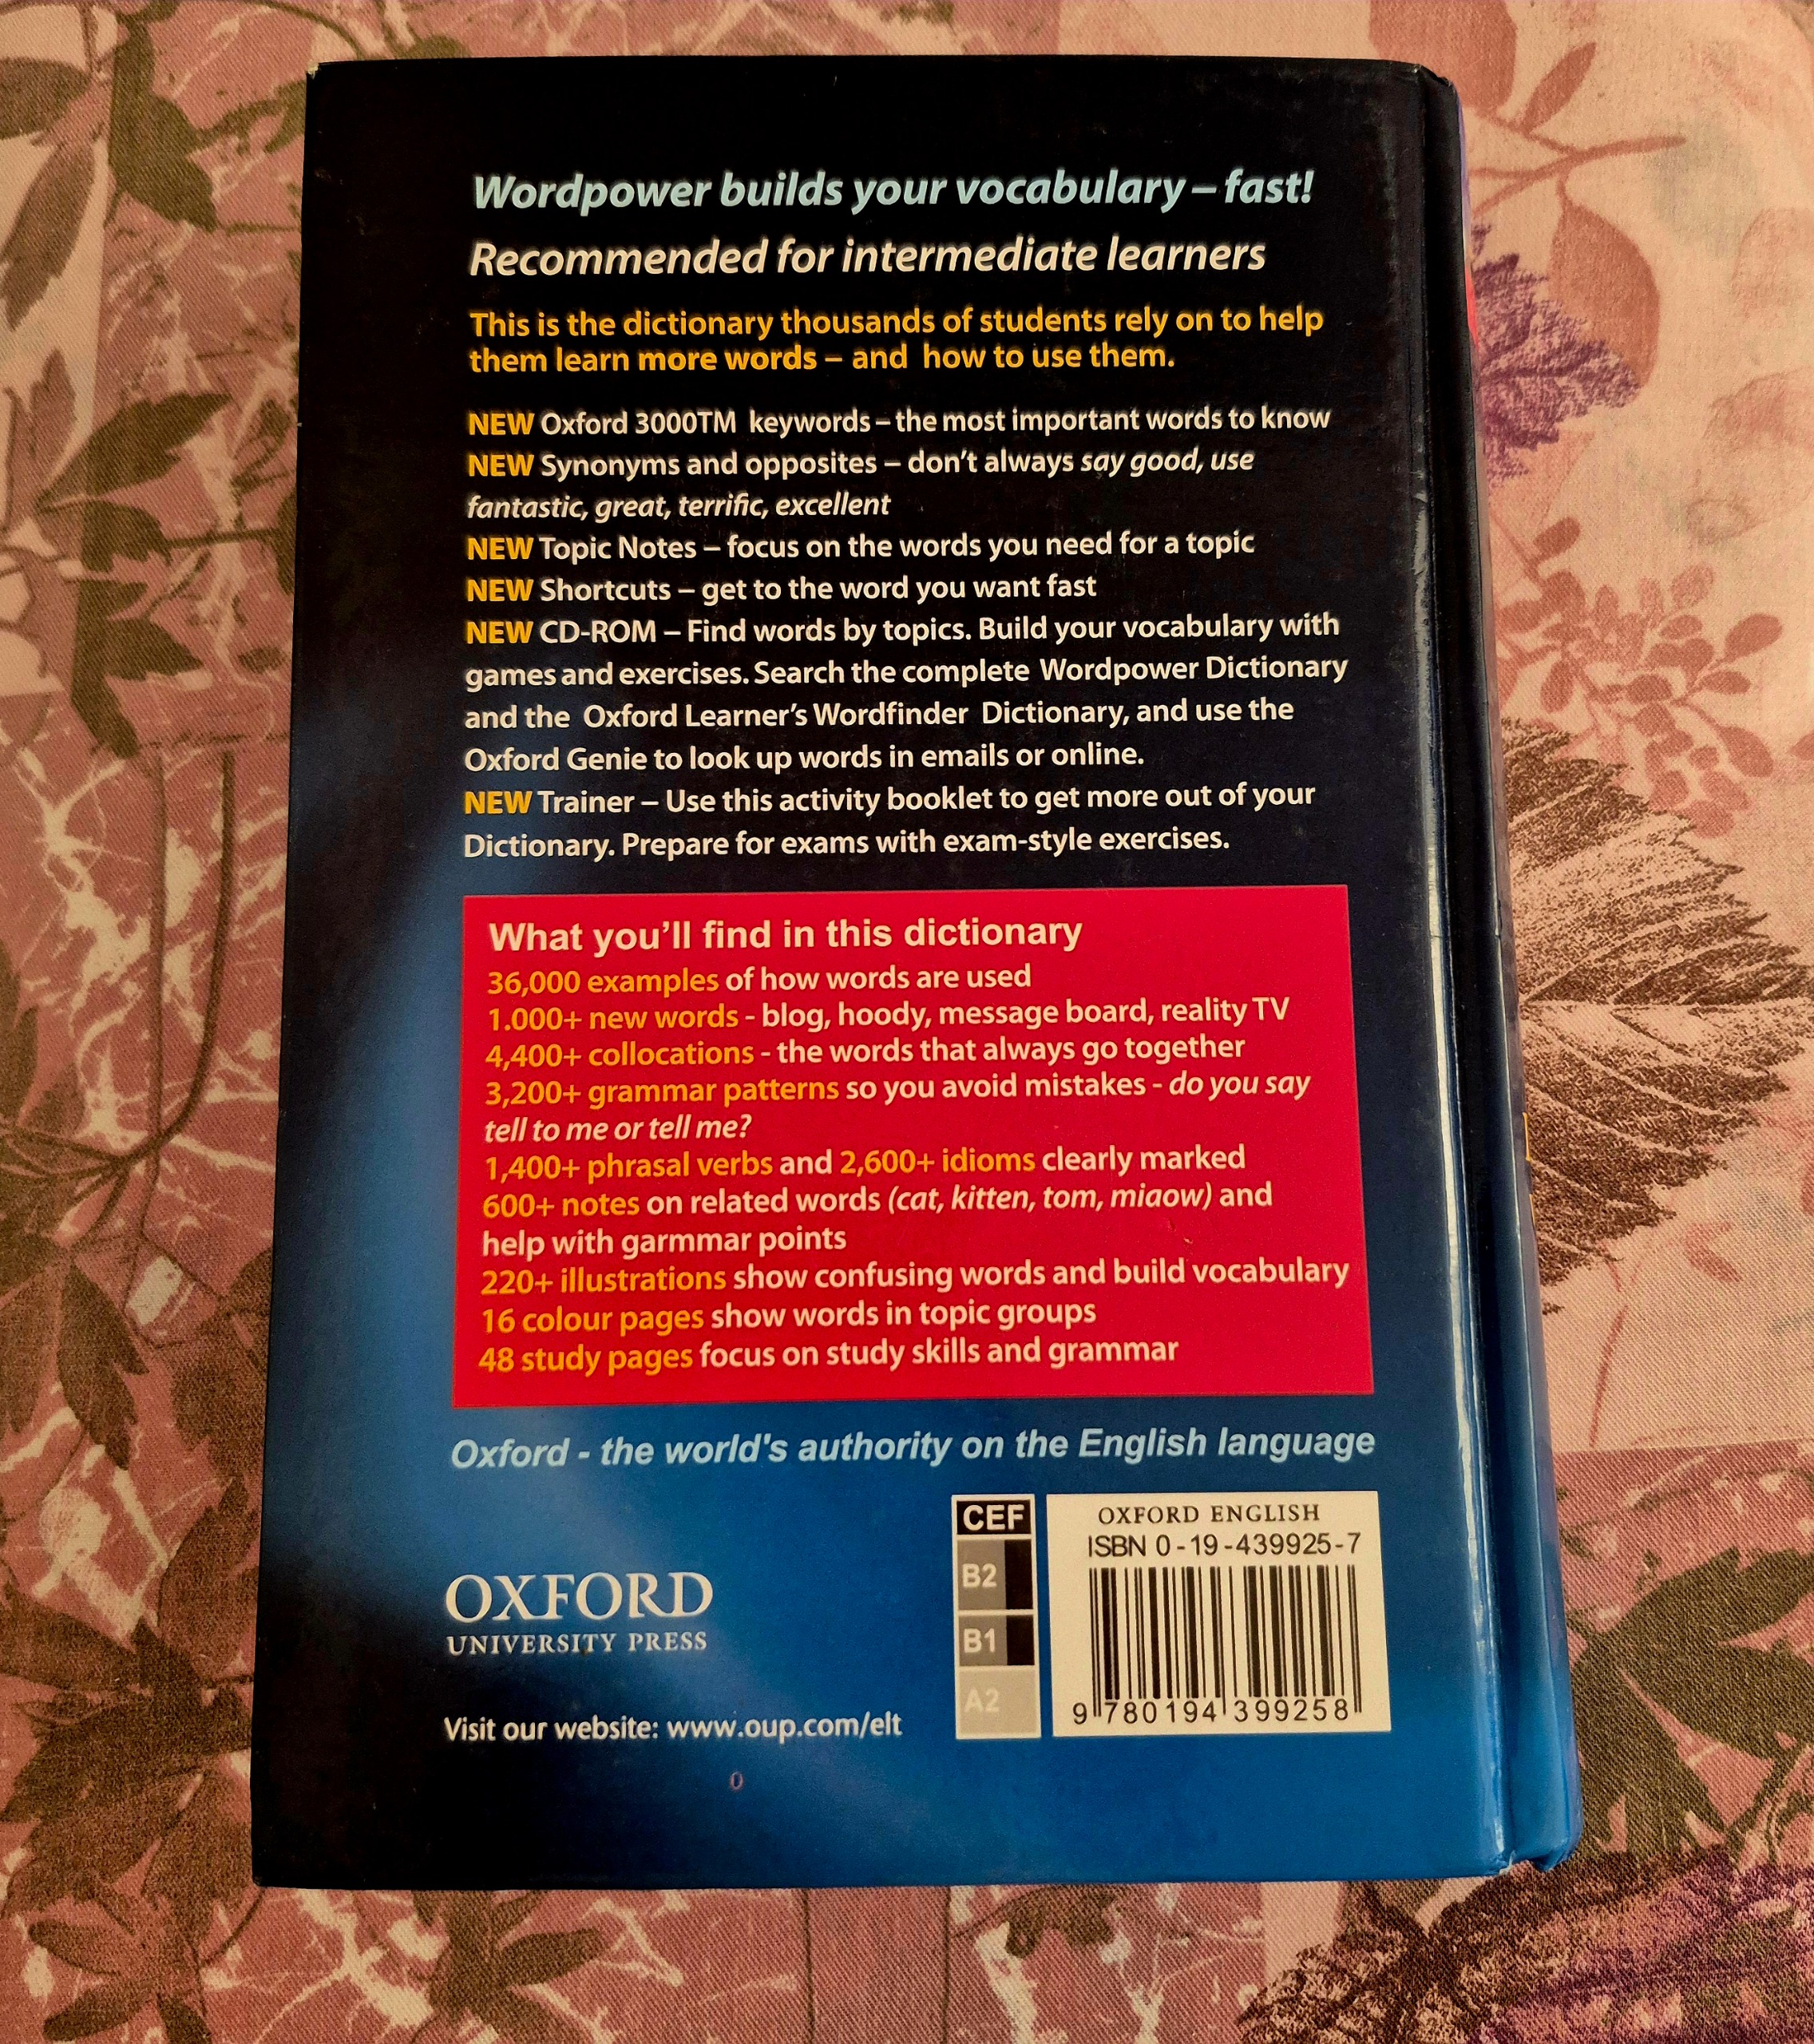 Wordpower builds your vocabulary – fast!
Recommended for intermediate learners
This is the dictionary thousands of students rely on to help
them learn more words – and how to use them.
NEW Oxford 3000TM keywords – the most important words to know
NEW Synonyms and opposites – don't always say good, use
fantastic, great, terrific, excellent
NEW Topic Notes – focus on the words you need for a topic
NEW Shortcuts – get to the word you want fast
NEW CD-ROM – Find words by topics. Build your vocabulary with
games and exercises. Search the complete Wordpower Dictionary
and the Oxford Learner's Wordfinder Dictionary, and use the
Oxford Genie to look up words in emails or online.
NEW Trainer – Use this activity booklet to get more out of your
Dictionary. Prepare for exams with exam-style exercises.
What you'll find in this dictionary
36,000 examples of how words are used
1.000+ new words - blog, hoody, message board, reality TV
4,400+ collocations - the words that always go together
3,200+ grammar patterns so you avoid mistakes - do you say
tell to me or tell me?
1,400+ phrasal verbs and 2,600+ idioms clearly marked
600+ notes on related words (cat, kitten, tom, miaow) and
help with garmmar points
220+ illustrations show confusing words and build vocabulary
16 colour pages show words in topic groups
48 study pages focus on study skills and grammar
Oxford - the world's authority on the English language
OXFORD
UNIVERSITY PRESS
Visit our website: www.oup.com/elt
0
CEF
B2
B1
A2
OXFORD ENGLISH
ISBN 0-19-439925-7
9 780194 399258